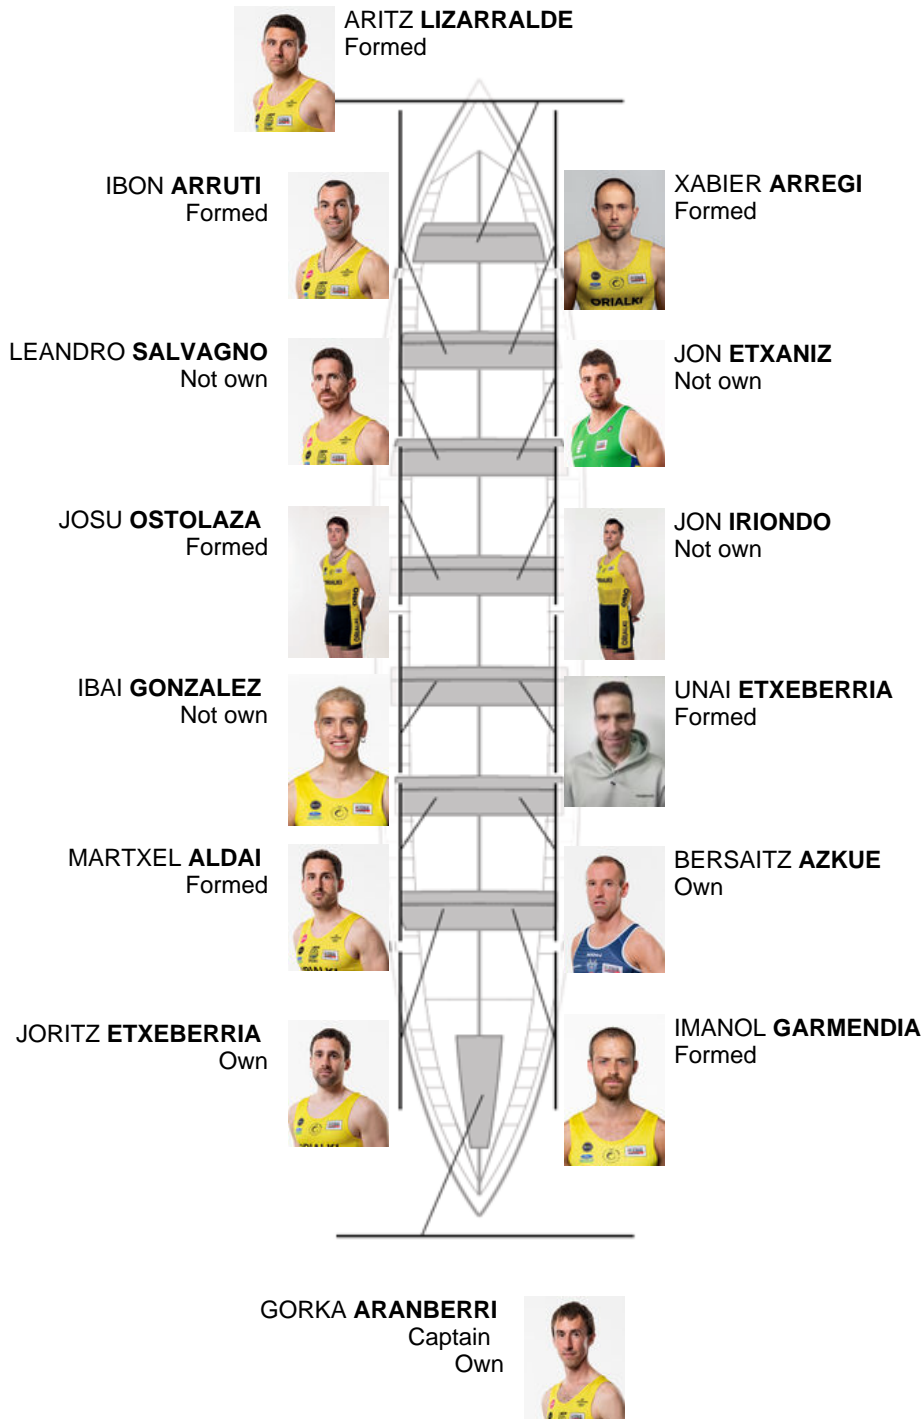 ARITZ LIZARRALDE
Formed
IBON ARRUTI
Formed
XABIER ARREGI
Formed
ORIALKI
LEANDRO SALVAGNO
Not own
JON ETXANIZ
Not own
JOSU OSTOLAZA
Formed
JON IRIONDO
Not own
IBAI GONZALEZ
Not own
UNAI ETXEBERRIA
Formed
MARTXEL ALDAI
Formed
BERSAITZ AZKUE
Own
JORITZ ETXEBERRIA
Own
IMANOL GARMENDIA
Formed
GORKA ARANBERRI
Captain
Own